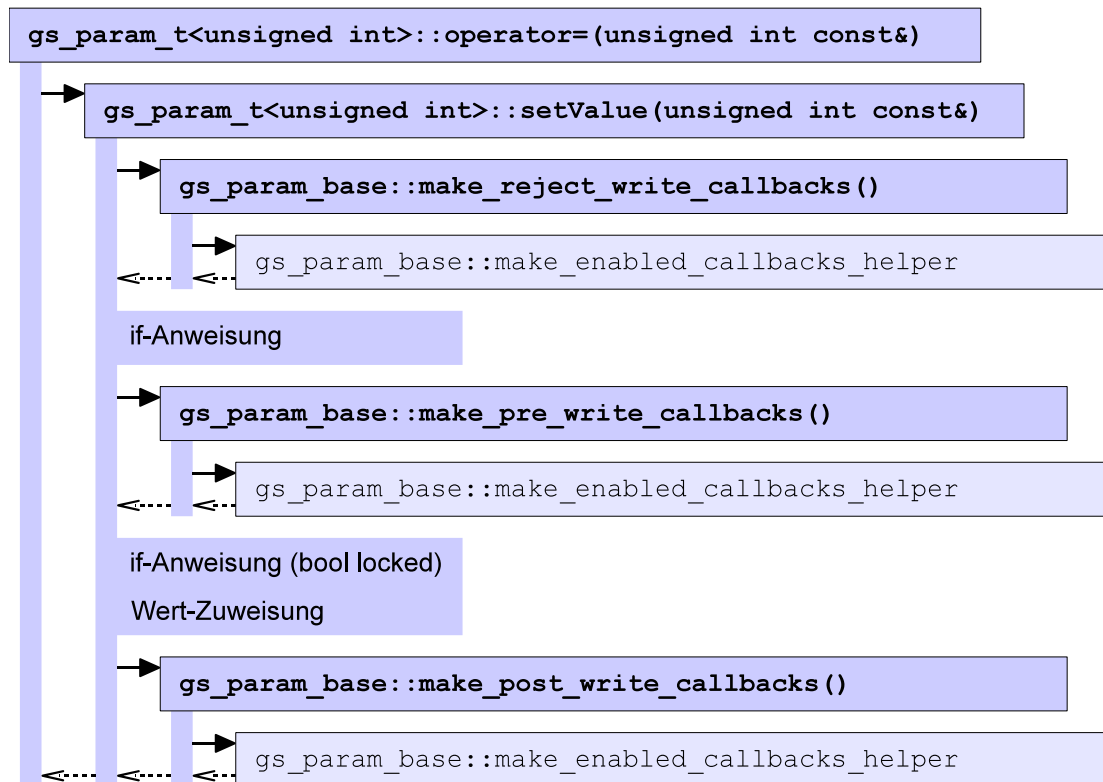 gs_param_t<unsigned int>::operator=(unsigned int const&)
gs_param_t<unsigned int>::setValue(unsigned int const&)
gs_param_base::make_reject_write_callbacks()
gs_param_base::make_enabled_callbacks_helper
if-Anweisung
gs_param_base::make_pre_write_callbacks()
gs_param_base::make_enabled_callbacks_helper
if-Anweisung (bool locked)
Wert-Zuweisung
gs_param_base::make_post_write_callbacks()
gs_param_base::make_enabled_callbacks_helper